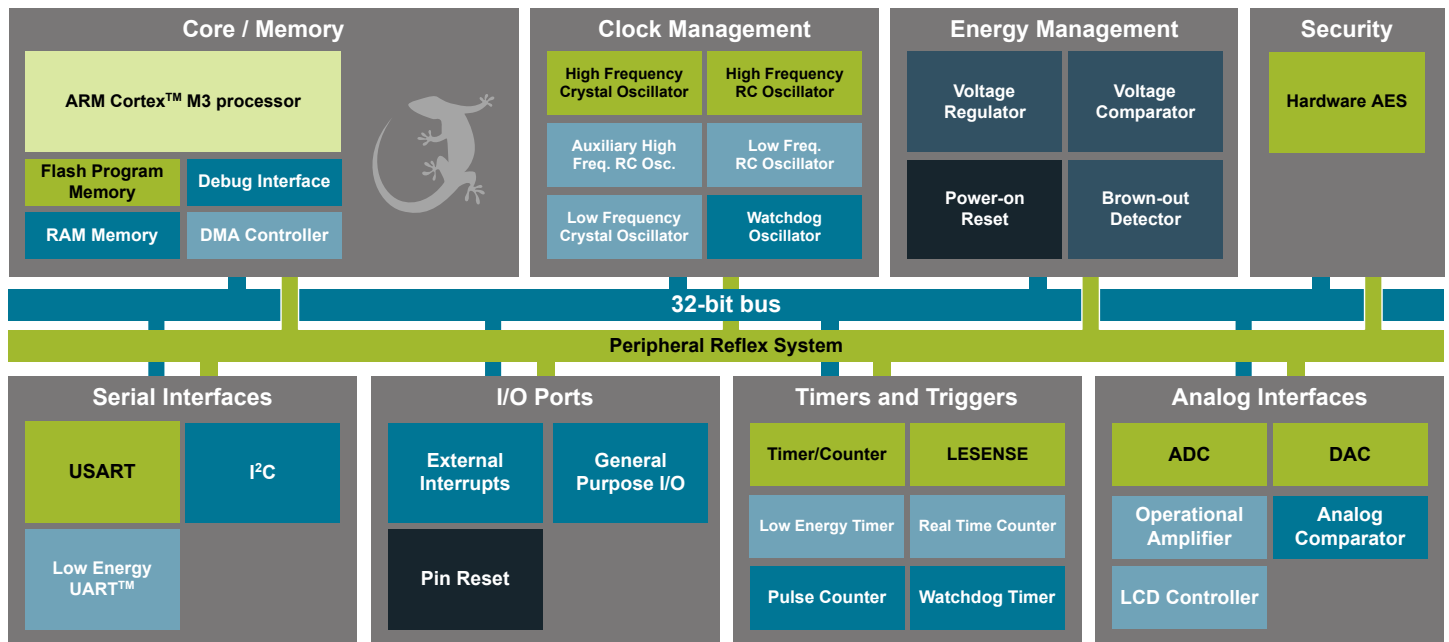 Core / Memory
ARM Cortex™ M3 processor
Flash Program
Memory
Debug Interface
RAM Memory
DMA Controller
Clock Management
High Frequency
Crystal Oscillator
High Frequency
RC Oscillator
Auxiliary High
Freq. RC Osc.
Low Freq.
RC Oscillator
Low Frequency
Crystal Oscillator
Watchdog
Oscillator
Energy Management
Voltage
Regulator
Voltage
Comparator
Power-on
Reset
Brown-out
Detector
Security
Hardware AES
32-bit bus
Peripheral Reflex System
Serial Interfaces
USART
I²C
Low Energy
UART™
I/O Ports
External
Interrupts
General
Purpose I/O
Pin Reset
Timers and Triggers
Timer/Counter
LESENSE
Low Energy Timer
Real Time Counter
Pulse Counter
Watchdog Timer
Analog Interfaces
ADC
DAC
Operational
Amplifier
Analog
Comparator
LCD Controller